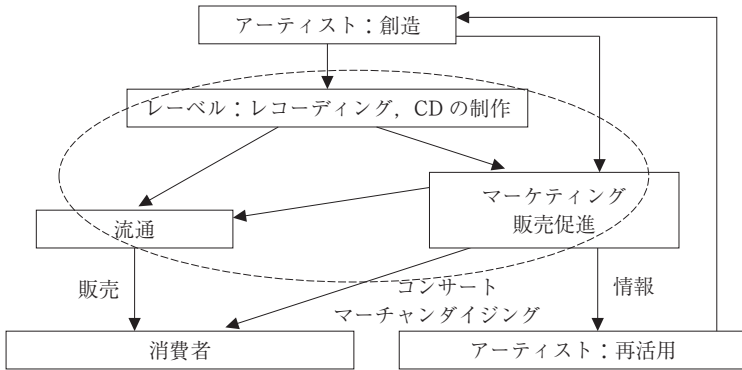 アーティスト：創造
レーベル：レコーディング，CDの制作
マーケティング
販売促進
流通
販売
コンサート
マーチャンダイジング
情報
消費者
アーティスト：再活用